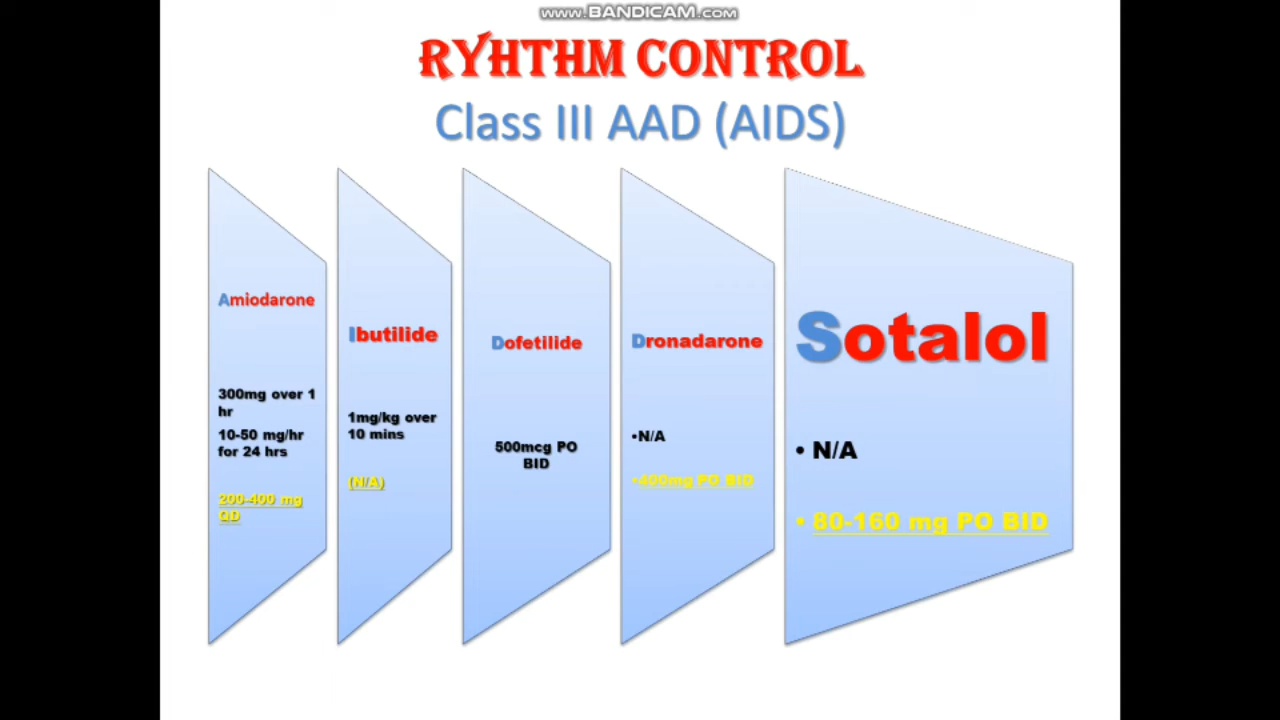 www.BANDICAM.com
RYHTHM CONTROL
Class III AAD (AIDS)
Amiodarone
300mg over 1
hr
10-50 mg/hr
for 24 hrs
200-400 mg
QD
Ibutilide
1mg/kg over
10 mins
(N/A)
Dofetilide
500mcg PO
BID
Dronadarone
•N/A
•400mg PO BID
Sotalol
• N/A
• 80-160 mg PO BID